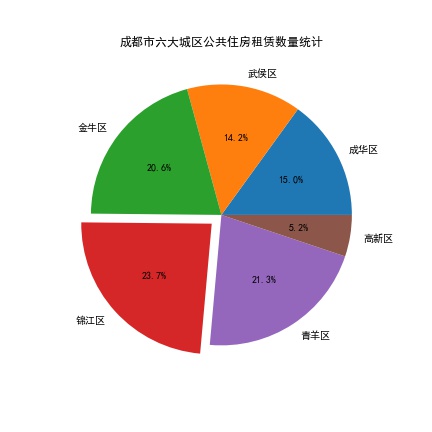 成都市六大城区公共住房租赁数量统计
武侯区
金牛区
成华区
14.2%
20.6%
15.0%
5.2%
高新区
23.7%
21.3%
锦江区
青羊区